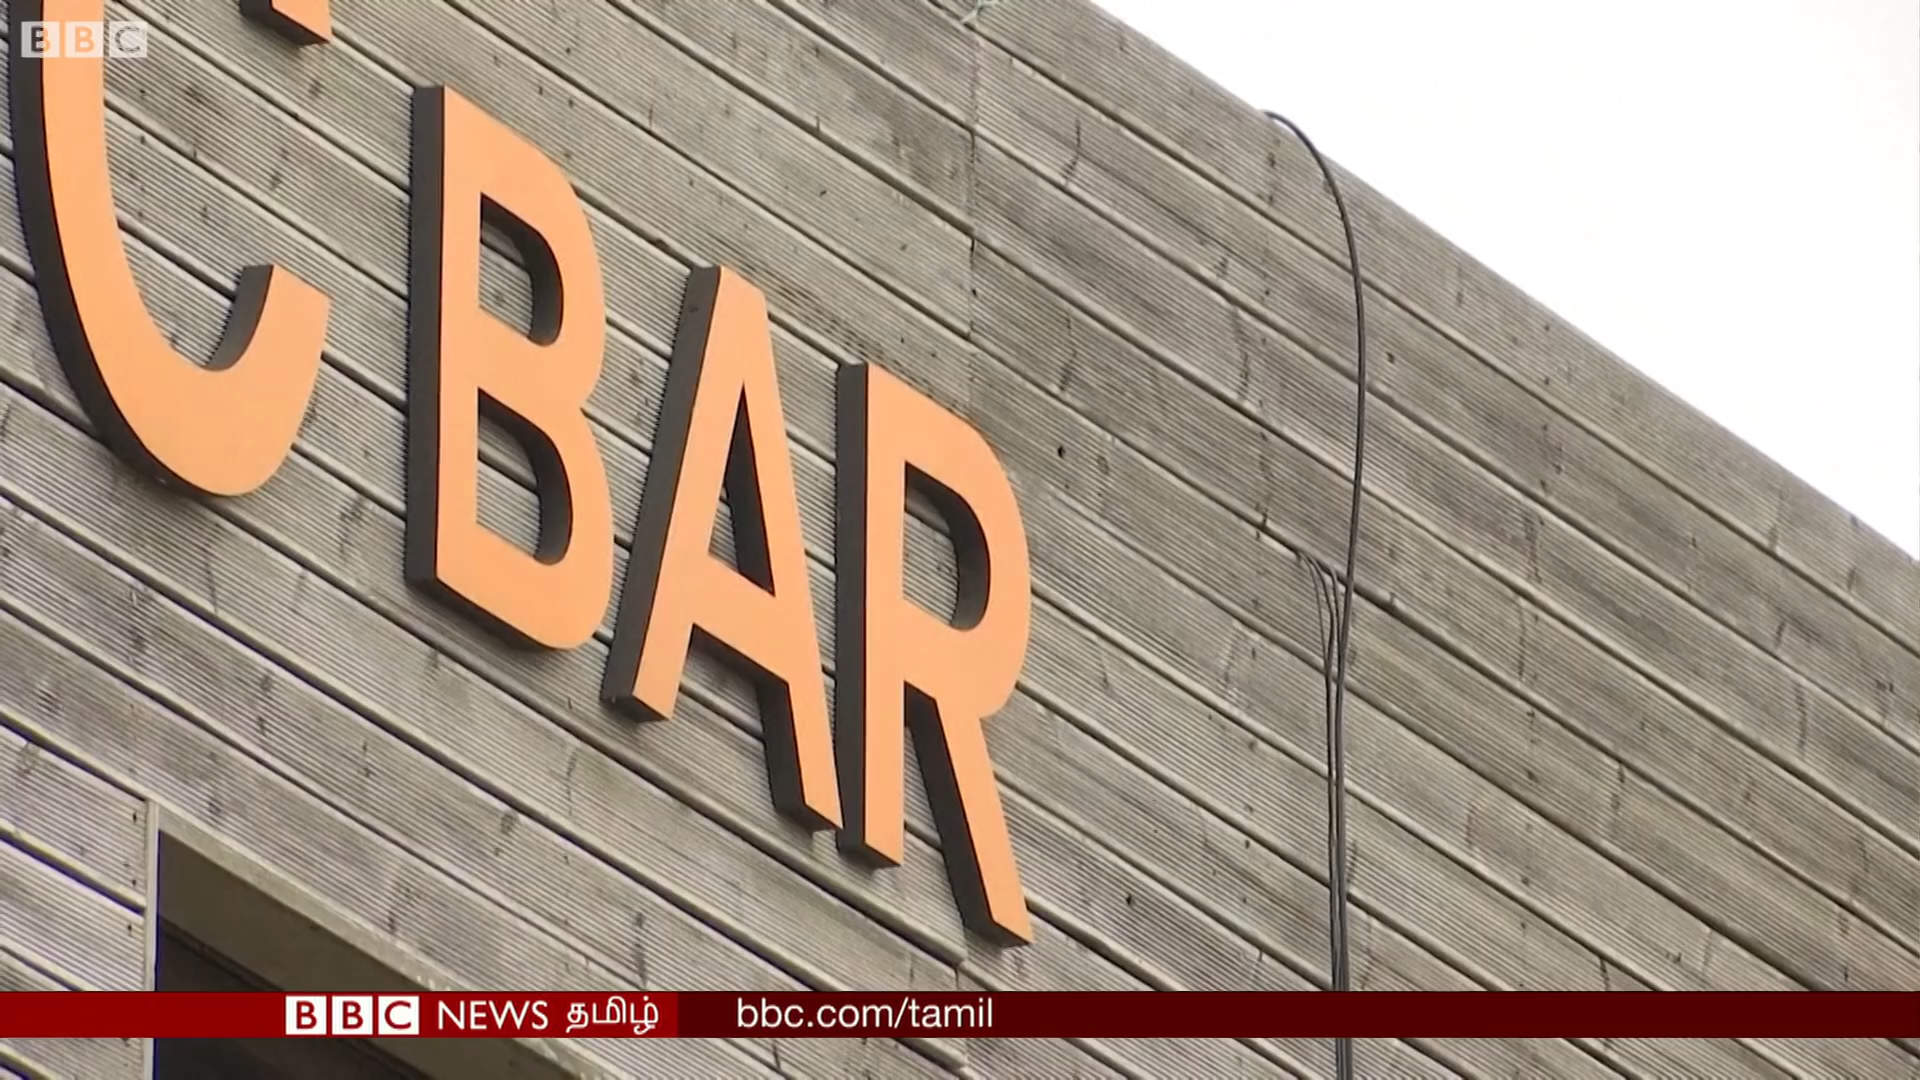 BBC
C BAR
BBC NEWS தமிழ் bbc.com/tamil